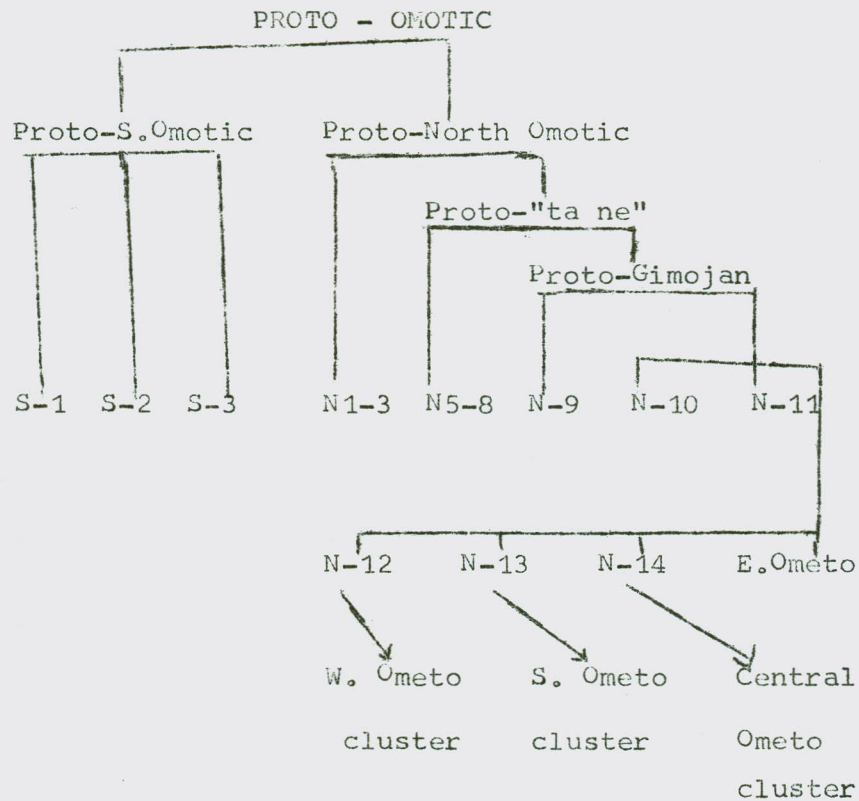 PROTO - OMOTIC
Proto-S.Omotic Proto-North Omotic
Proto-"ta ne"
Proto-Gimojan
S-1 S-2 S-3 N1-3 N5-8 N-9 N-10 N-11
N-12 N-13 N-14 E.Ometo
W. Ometo S. Ometo Central
cluster cluster Ometo
cluster